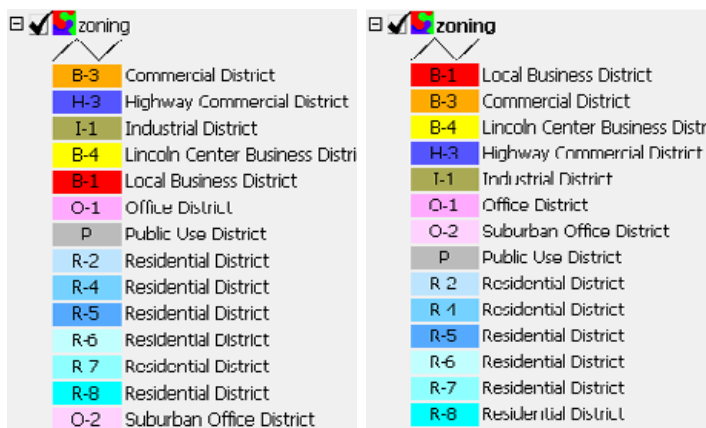 zoning
B-3 Commercial District
H-3 Highway Commercial District
I-1 Industrial District
B-4 Lincoln Center Business Distri
B-1 Local Business District
O-1 Office District
P Public Use District
R-2 Residential District
R-4 Residential District
R-5 Residential District
R-6 Residential District
R-7 Residential District
R-8 Residential District
O-2 Suburban Office District
zoning
B-1 Local Business District
B-3 Commercial District
B-4 Lincoln Center Business Distr
H-3 Highway Commercial District
I-1 Industrial District
O-1 Office District
O-2 Suburban Office District
P Public Use District
R-2 Residential District
R-4 Residential District
R-5 Residential District
R-6 Residential District
R-7 Residential District
R-8 Residential District